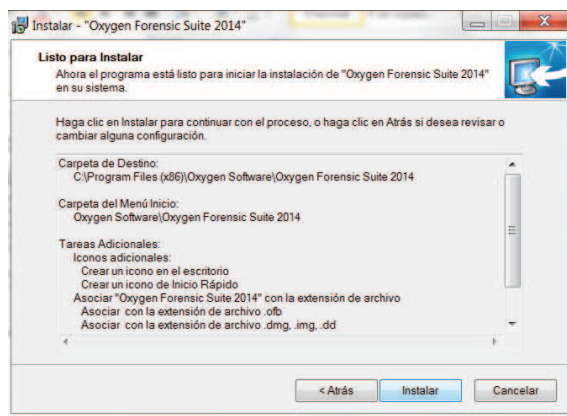 Instalar - "Oxygen Forensic Suite 2014"
Listo para Instalar
Ahora el programa está listo para iniciar la instalación de "Oxygen Forensic Suite 2014"
en su sistema.
Haga clic en Instalar para continuar con el proceso, o haga clic en Atrás si desea revisar o
cambiar alguna configuración.
Carpeta de Destino:
C:\Program Files (x86)\Oxygen Software\Oxygen Forensic Suite 2014
Carpeta del Menú Inicio:
Oxygen Software\Oxygen Forensic Suite 2014
Tareas Adicionales:
Iconos adicionales:
Crear un icono en el escritorio
Crear un icono de Inicio Rápido
Asociar "Oxygen Forensic Suite 2014" con la extensión de archivo
Asociar con la extensión de archivo .ofb
Asociar con la extensión de archivo .dmg, .img, .dd
< Atrás
Instalar
Cancelar